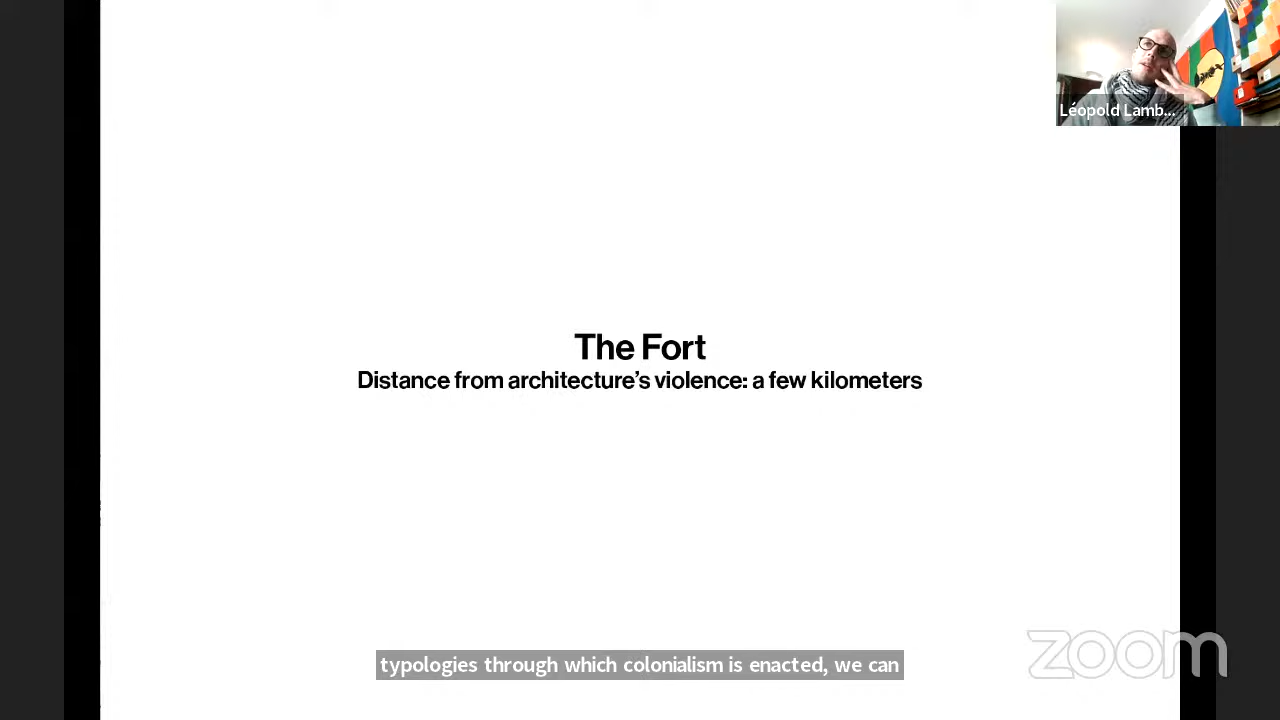 Léopold Lamb...
The Fort
Distance from architecture’s violence: a few kilometers
typologies through which colonialism is enacted, we can
zoom